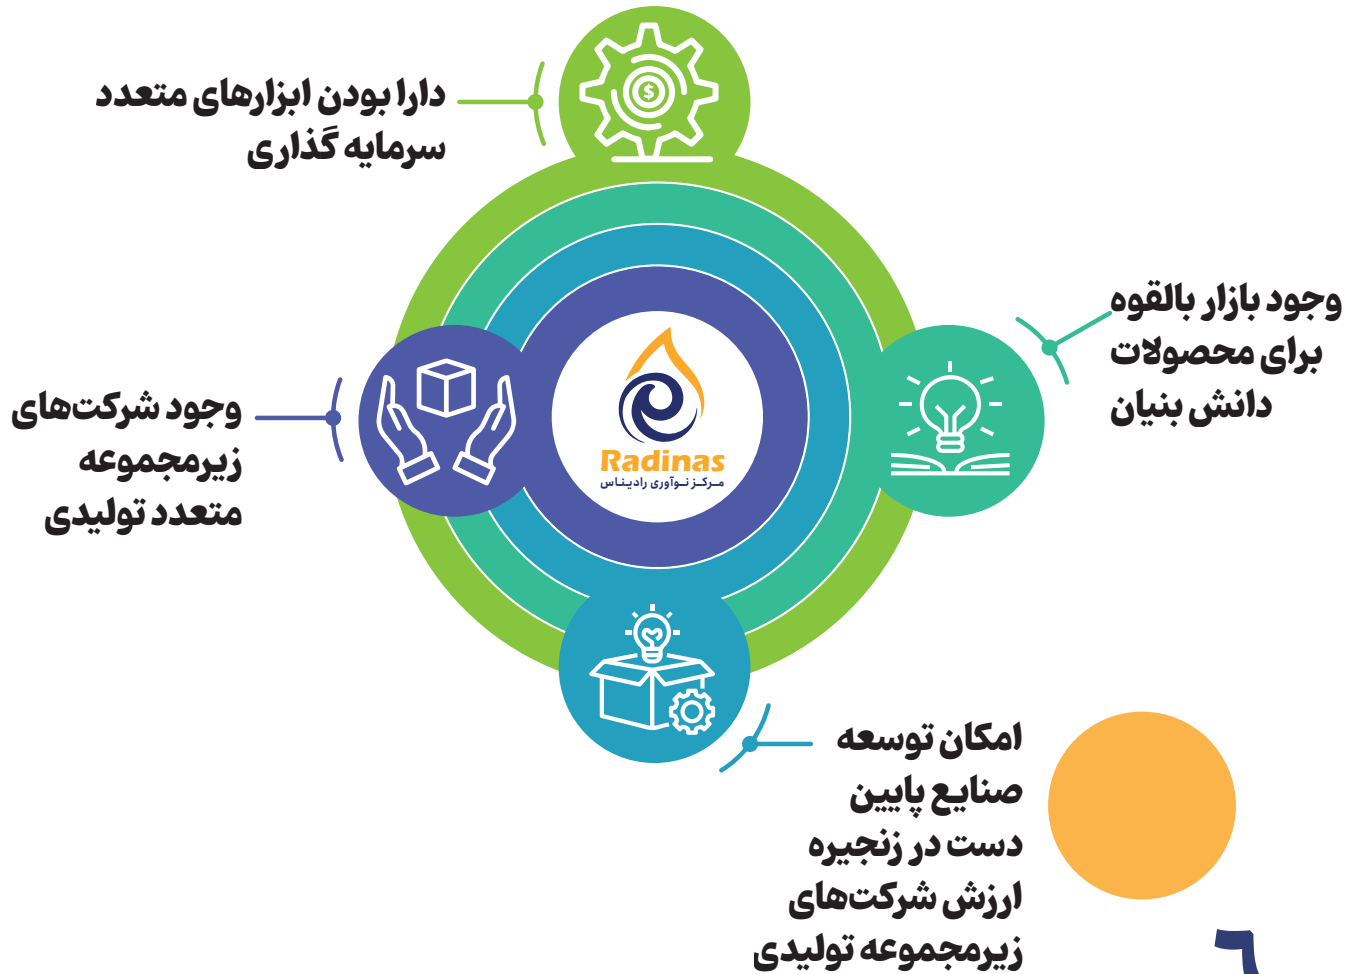 دارا بودن ابزارهای متعدد
سرمایه گذاری
وجود بازار بالقوه
برای محصولات
دانش بنیان
وجود شرکت‌های
زیرمجموعه
متعدد تولیدی
$
Radinas
مرکز نوآوری رادیناس
امکان توسعه
صنایع پایین
دست در زنجیره
ارزش شرکت‌های
زیرمجموعه تولیدی